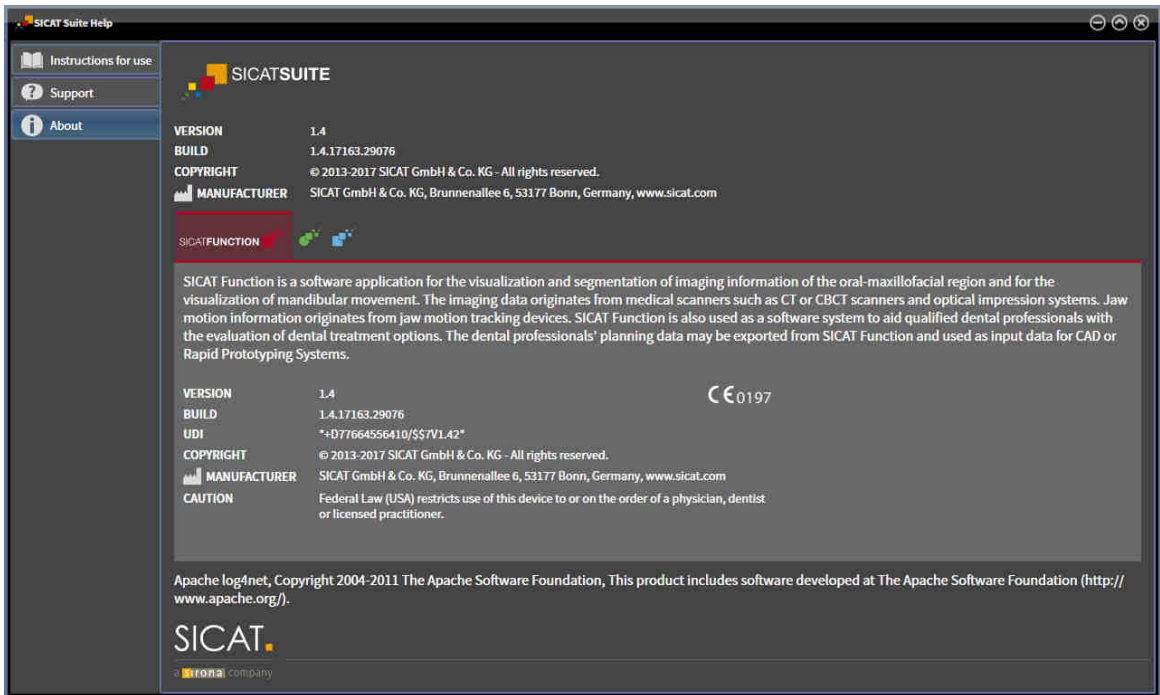 SICAT Suite Help
Instructions for use
Support
About
SICATSUITE
VERSION 1.4
BUILD 1.4.17163.29076
COPYRIGHT © 2013-2017 SICAT GmbH & Co. KG - All rights reserved.
MANUFACTURER SICAT GmbH & Co. KG, Brunnenallee 6, 53177 Bonn, Germany, www.sicat.com
SICATFUNCTION
SICAT Function is a software application for the visualization and segmentation of imaging information of the oral-maxillofacial region and for the
visualization of mandibular movement. The imaging data originates from medical scanners such as CT or CBCT scanners and optical impression systems. Jaw
motion information originates from jaw motion tracking devices. SICAT Function is also used as a software system to aid qualified dental professionals with
the evaluation of dental treatment options. The dental professionals' planning data may be exported from SICAT Function and used as input data for CAD or
Rapid Prototyping Systems.
VERSION 1.4
CE0197
BUILD 1.4.17163.29076
UDI *+D77664556410/$$7V1.42*
COPYRIGHT © 2013-2017 SICAT GmbH & Co. KG - All rights reserved.
MANUFACTURER SICAT GmbH & Co. KG, Brunnenallee 6, 53177 Bonn, Germany, www.sicat.com
CAUTION Federal Law (USA) restricts use of this device to or on the order of a physician, dentist
or licensed practitioner.
Apache log4net, Copyright 2004-2011 The Apache Software Foundation, This product includes software developed at The Apache Software Foundation (http://
www.apache.org/).
SICAT.
a sirona company